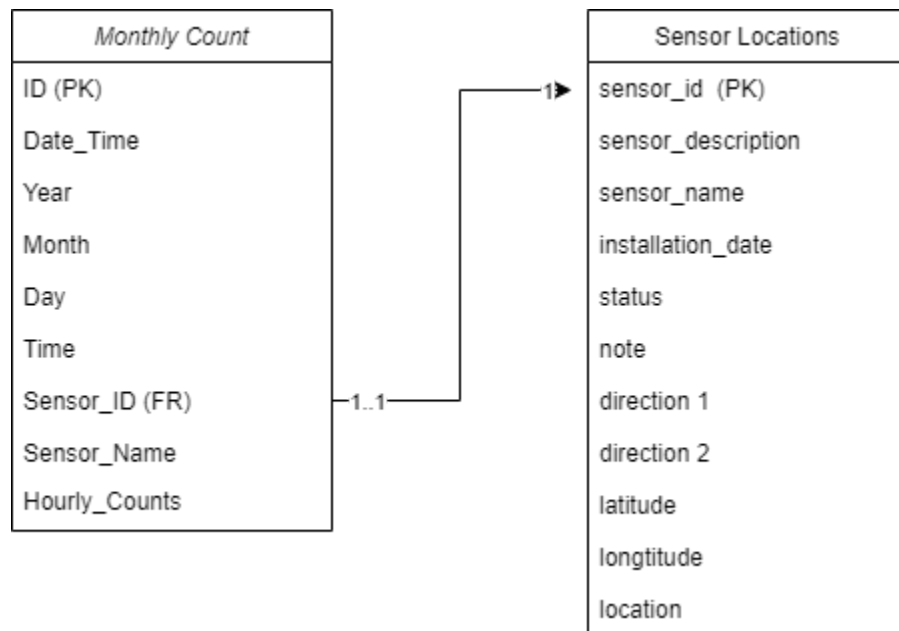 Monthly Count
ID (PK)
Date_Time
Year
Month
Day
Time
Sensor_ID (FR)
Sensor_Name
Hourly_Counts
1..1
1
Sensor Locations
sensor_id (PK)
sensor_description
sensor_name
installation_date
status
note
direction 1
direction 2
latitude
longtitude
location